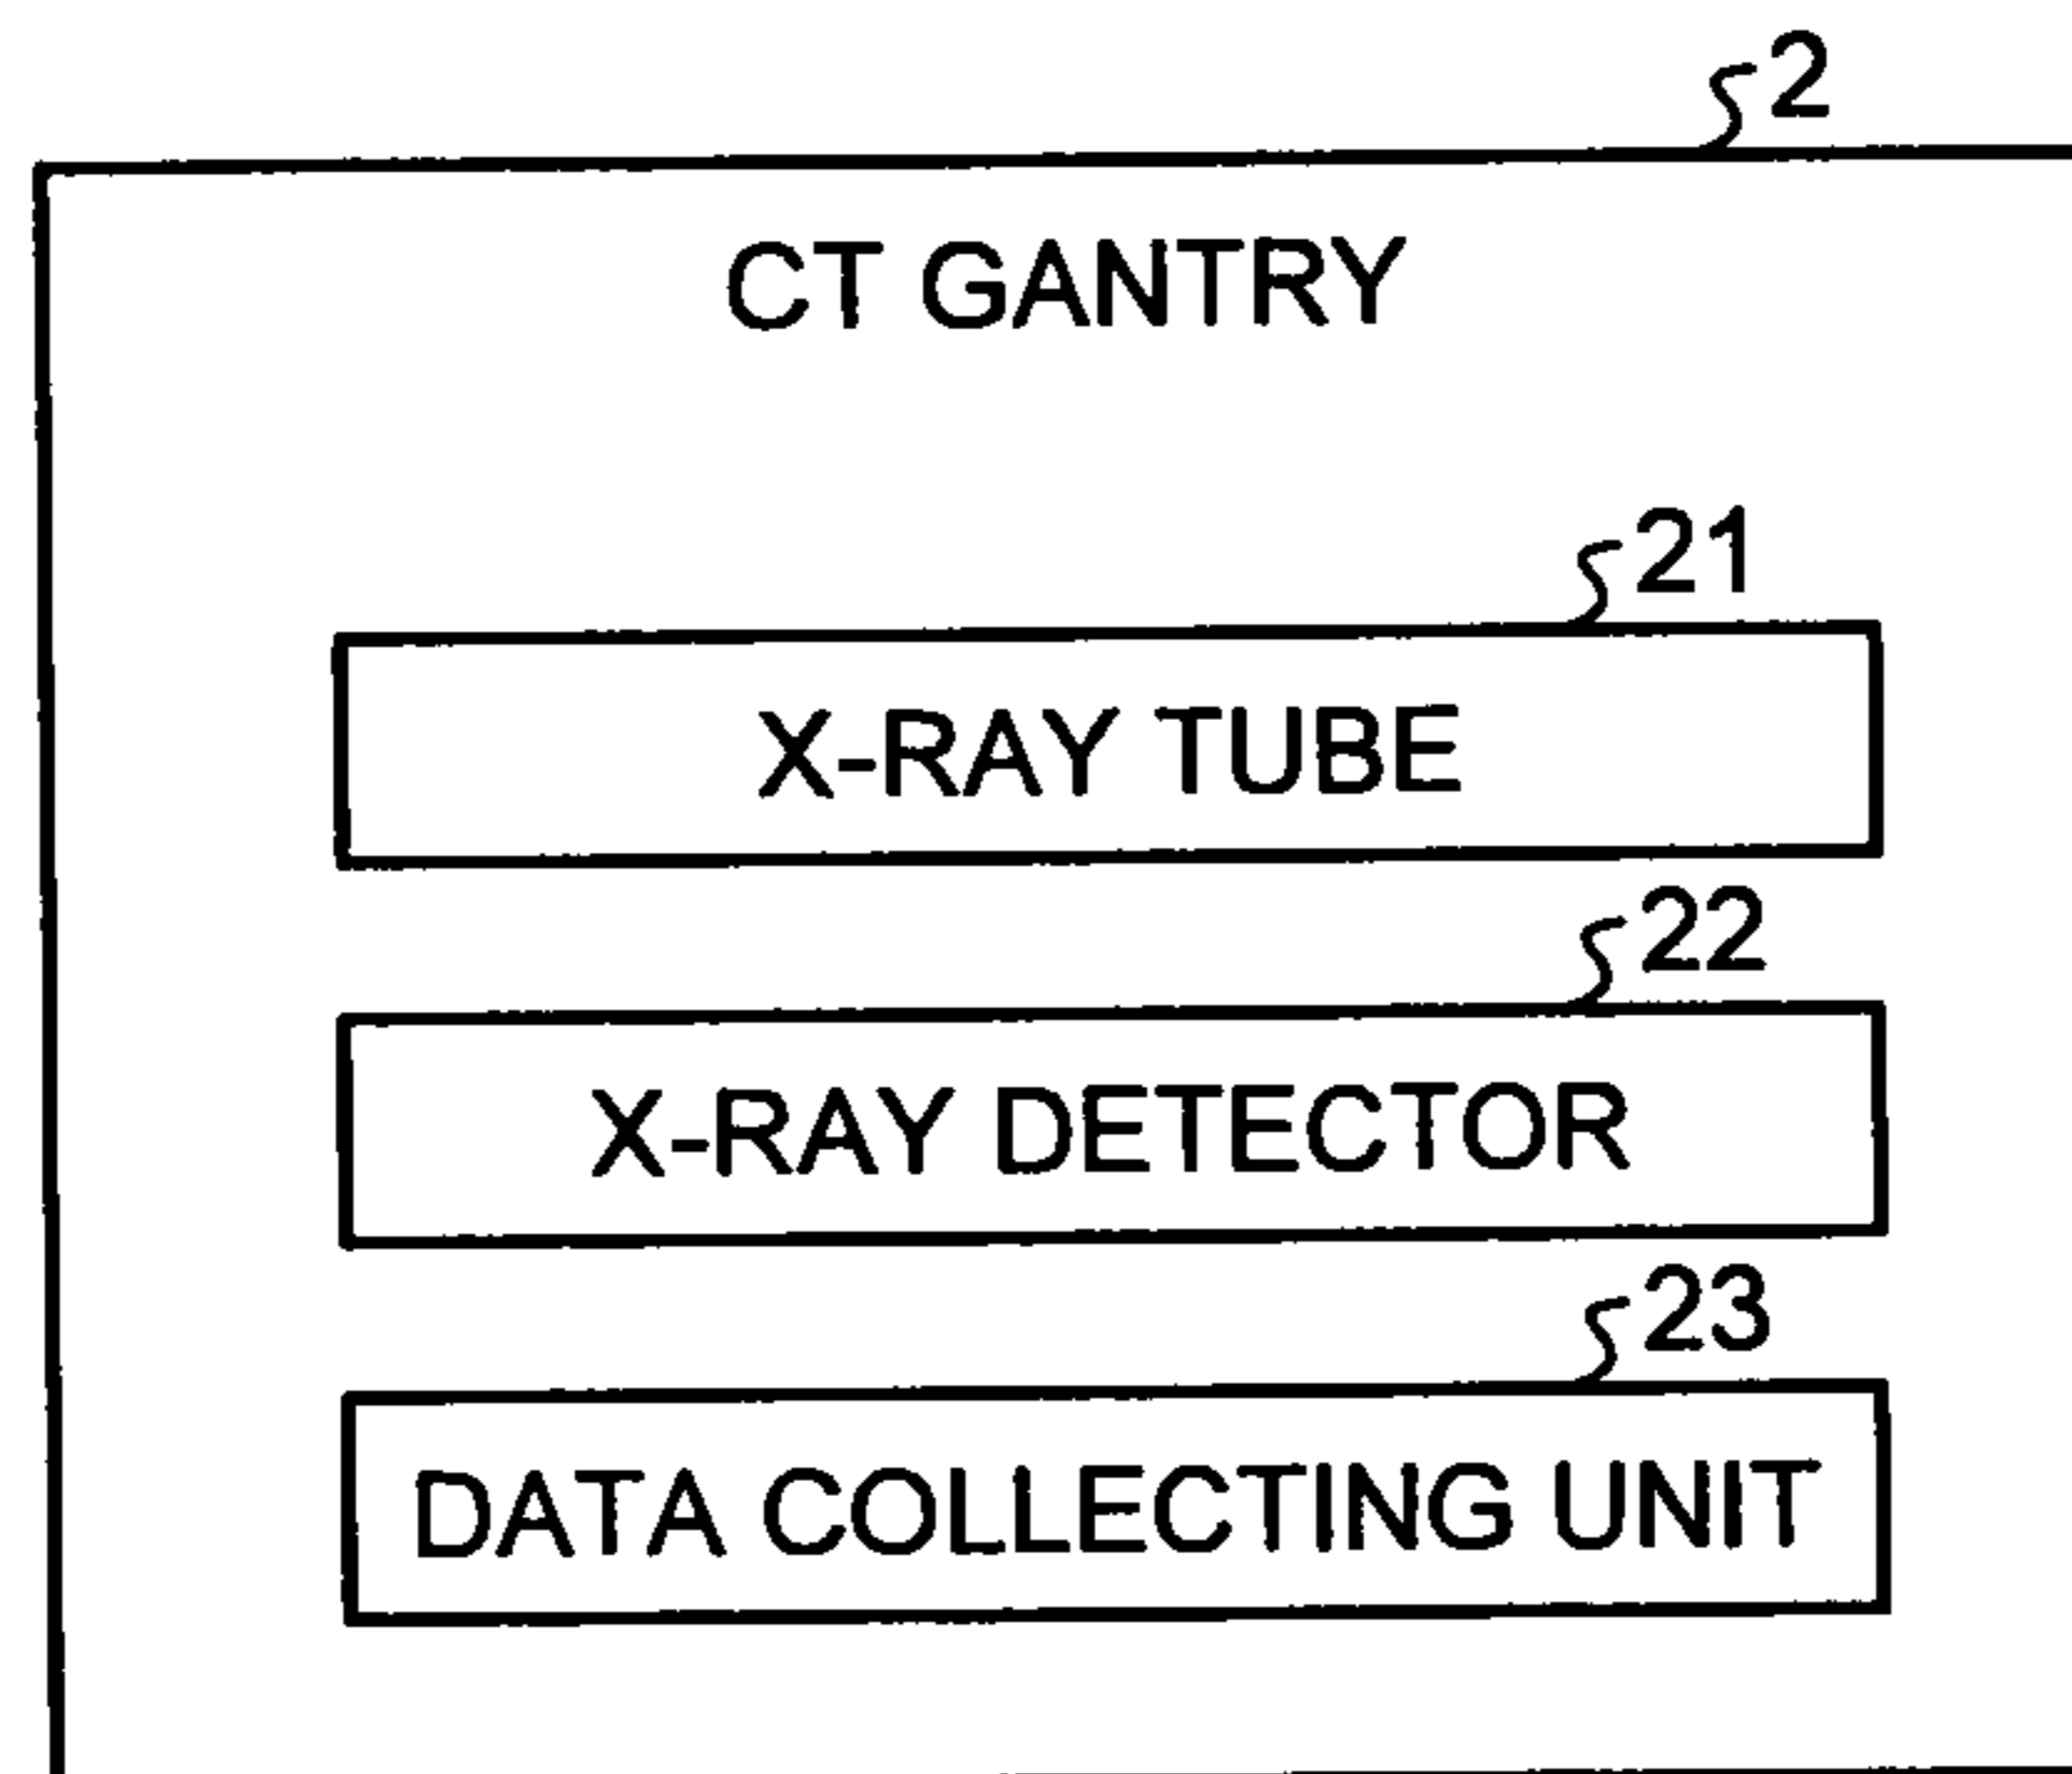 2
CT GANTRY
21
X-RAY TUBE
22
X-RAY DETECTOR
23
DATA COLLECTING UNIT